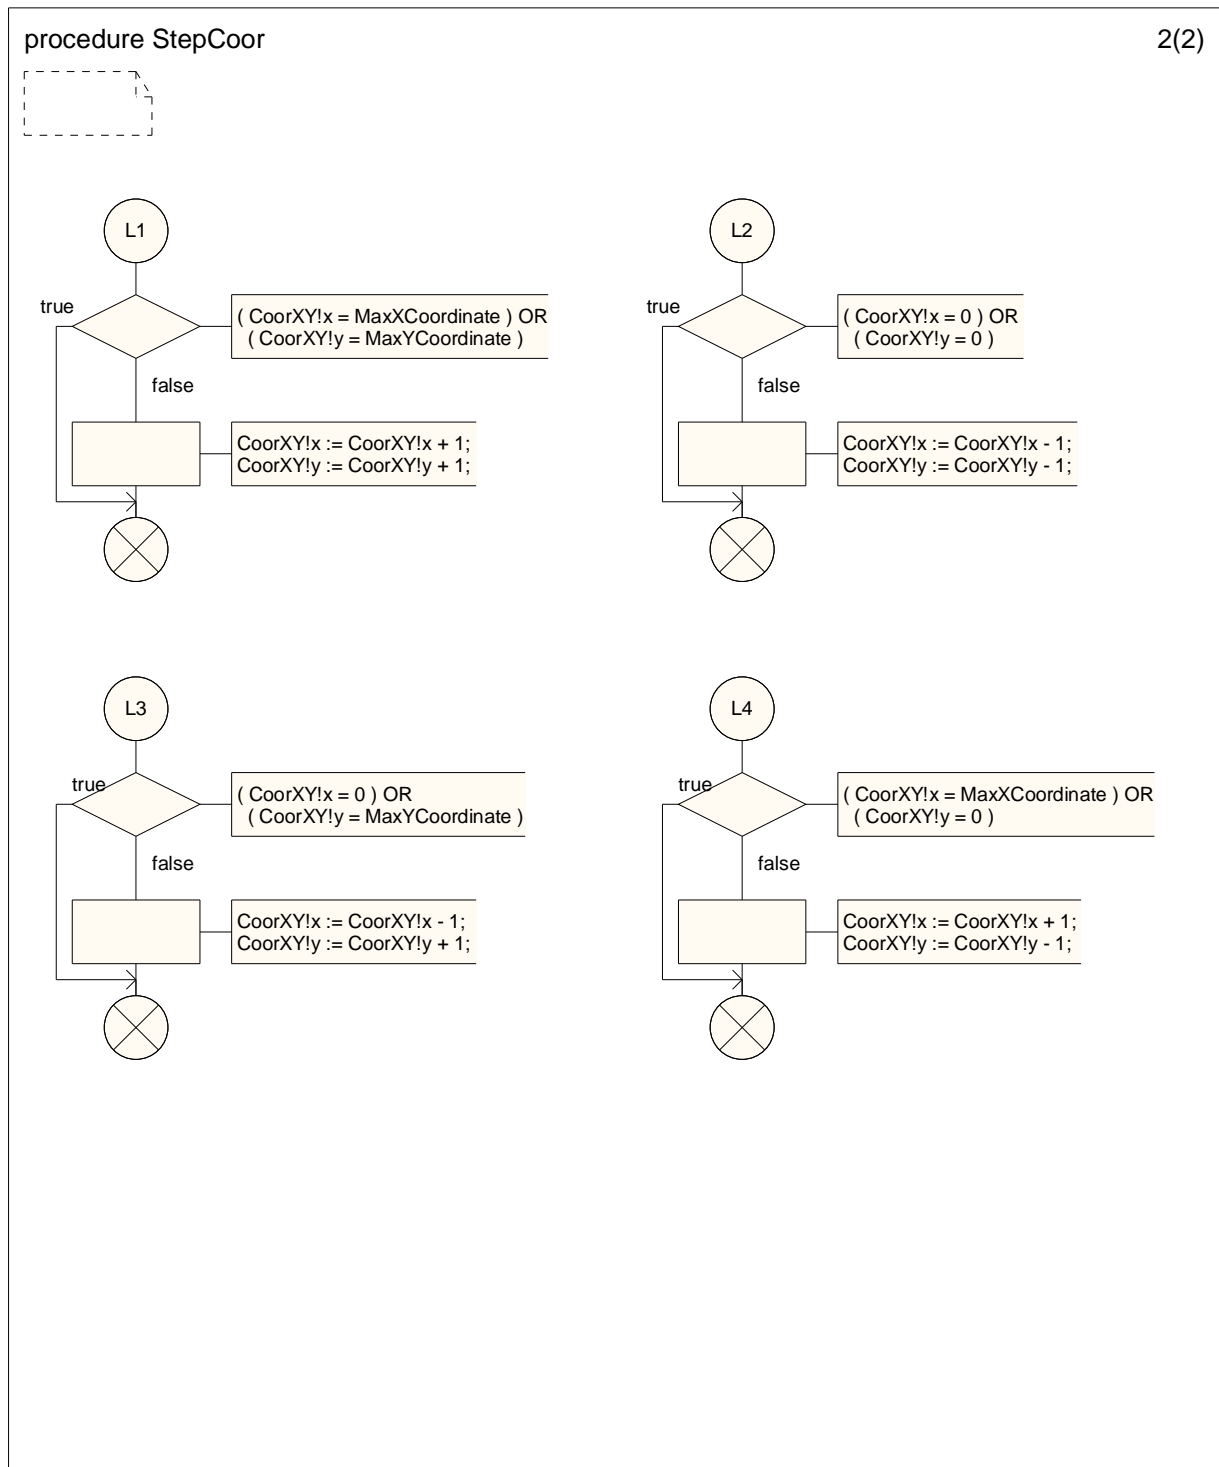 procedure StepCoor
2(2)
L1
true
( CoorXY!x = MaxXCoordinate ) OR
( CoorXY!y = MaxYCoordinate )
false
CoorXY!x := CoorXY!x + 1;
CoorXY!y := CoorXY!y + 1;
L2
true
( CoorXY!x = 0 ) OR
( CoorXY!y = 0 )
false
CoorXY!x := CoorXY!x - 1;
CoorXY!y := CoorXY!y - 1;
L3
true
( CoorXY!x = 0 ) OR
( CoorXY!y = MaxYCoordinate )
false
CoorXY!x := CoorXY!x - 1;
CoorXY!y := CoorXY!y + 1;
L4
true
( CoorXY!x = MaxXCoordinate ) OR
( CoorXY!y = 0 )
false
CoorXY!x := CoorXY!x + 1;
CoorXY!y := CoorXY!y - 1;